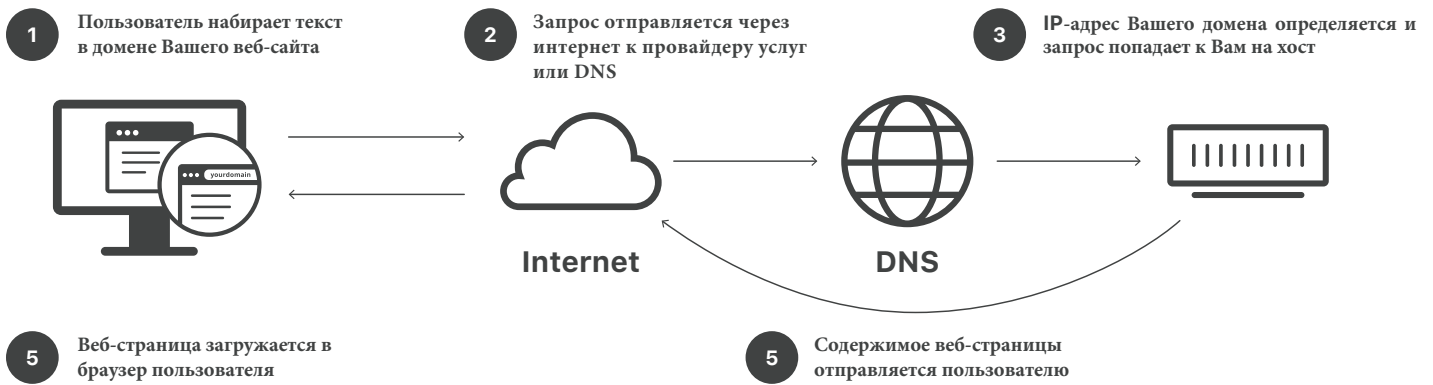 1
Пользователь набирает текст
в домене Вашего веб-сайта
2
Запрос отправляется через
интернет к провайдеру услуг
или DNS
3
IP-адрес Вашего домена определяется и
запрос попадает к Вам на хост
yourdomain
Internet
DNS
5
Веб-страница загружается в
браузер пользователя
5
Содержимое веб-страницы
отправляется пользователю